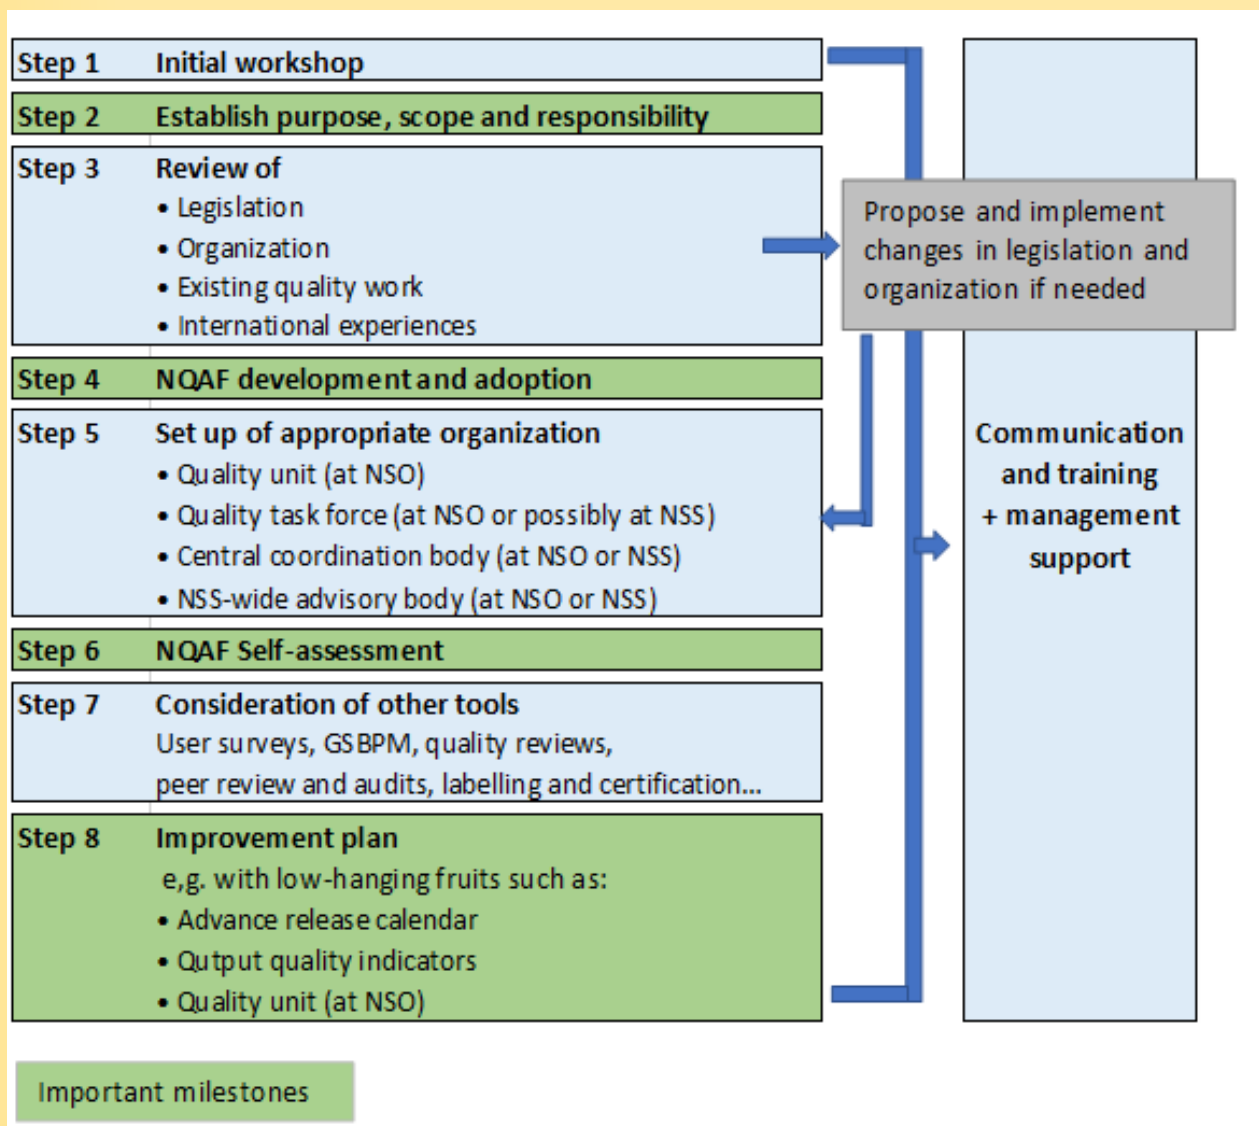 Step 1 Initial workshop
Step 2 Establish purpose, scope and responsibility
Step 3 Review of
• Legislation
• Organization
• Existing quality work
• International experiences
Propose and implement
changes in legislation and
organization if needed
Step 4 NQAF development and adoption
Step 5 Set up of appropriate organization
• Quality unit (at NSO)
• Quality task force (at NSO or possibly at NSS)
• Central coordination body (at NSO or NSS)
• NSS-wide advisory body (at NSO or NSS)
Communication
and training
+ management
support
Step 6 NQAF Self-assessment
Step 7 Consideration of other tools
User surveys, GSBPM, quality reviews,
peer review and audits, labelling and certification...
Step 8 Improvement plan
e,g. with low-hanging fruits such as:
• Advance release calendar
• Qutput quality indicators
• Quality unit (at NSO)
Important milestones